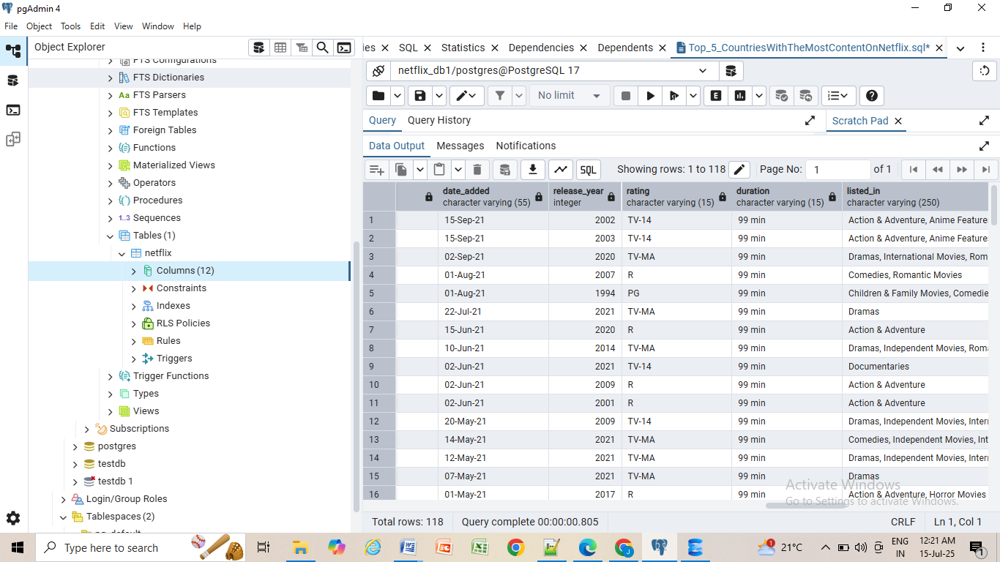 pgAdmin 4
File Object Tools Edit View Window Help
Object Explorer
FTS Configurations
FTS Dictionaries
Aa FTS Parsers
FTS Templates
Foreign Tables
Functions
Materialized Views
Operators
Procedures
1..3 Sequences
Tables (1)
netflix
Columns (12)
Constraints
Indexes
RLS Policies
Rules
Triggers
Trigger Functions
Types
Views
Subscriptions
postgres
testdb
testdb 1
Login/Group Roles
Tablespaces (2)
pg_default
ies SQL Statistics Dependencies Dependents Top_5_CountriesWithTheMostContentOnNetflix.sql*
netflix_db1/postgres@PostgreSQL 17
No limit E
Query Query History Scratch Pad
Data Output Messages Notifications
SQL Showing rows: 1 to 118 Page No: 1 of 1
date_added release_year rating duration listed_in
character varying (55) integer character varying (15) character varying (15) character varying (250)
1 15-Sep-21 2002 TV-14 99 min Action & Adventure, Anime Feature
2 15-Sep-21 2003 TV-14 99 min Action & Adventure, Anime Feature
3 02-Sep-21 2020 TV-MA 99 min Dramas, International Movies, Rom
4 01-Aug-21 2007 R 99 min Comedies, Romantic Movies
5 01-Aug-21 1994 PG 99 min Children & Family Movies, Comedie
6 22-Jul-21 2021 TV-MA 99 min Dramas
7 15-Jun-21 2020 R 99 min Action & Adventure
8 10-Jun-21 2014 TV-MA 99 min Dramas, Independent Movies, Roma
9 02-Jun-21 2021 TV-14 99 min Documentaries
10 02-Jun-21 2009 R 99 min Action & Adventure
11 02-Jun-21 2001 R 99 min Action & Adventure
12 20-May-21 2009 TV-14 99 min Dramas, Independent Movies, Inter
13 14-May-21 2021 TV-MA 99 min Comedies, Independent Movies, Int
14 12-May-21 2021 TV-MA 99 min Dramas, Independent Movies, Inter
15 07-May-21 2021 TV-MA 99 min Dramas
16 01-May-21 2017 R 99 min Action & Adventure, Horror Movies
Activate Windows
Go to Settings to activate Windows.
Total rows: 118 Query complete 00:00:00.805 CRLF Ln 1, Col 1
Type here to search
1 21°C ENG 12:21 AM
IN 15-Jul-25 1